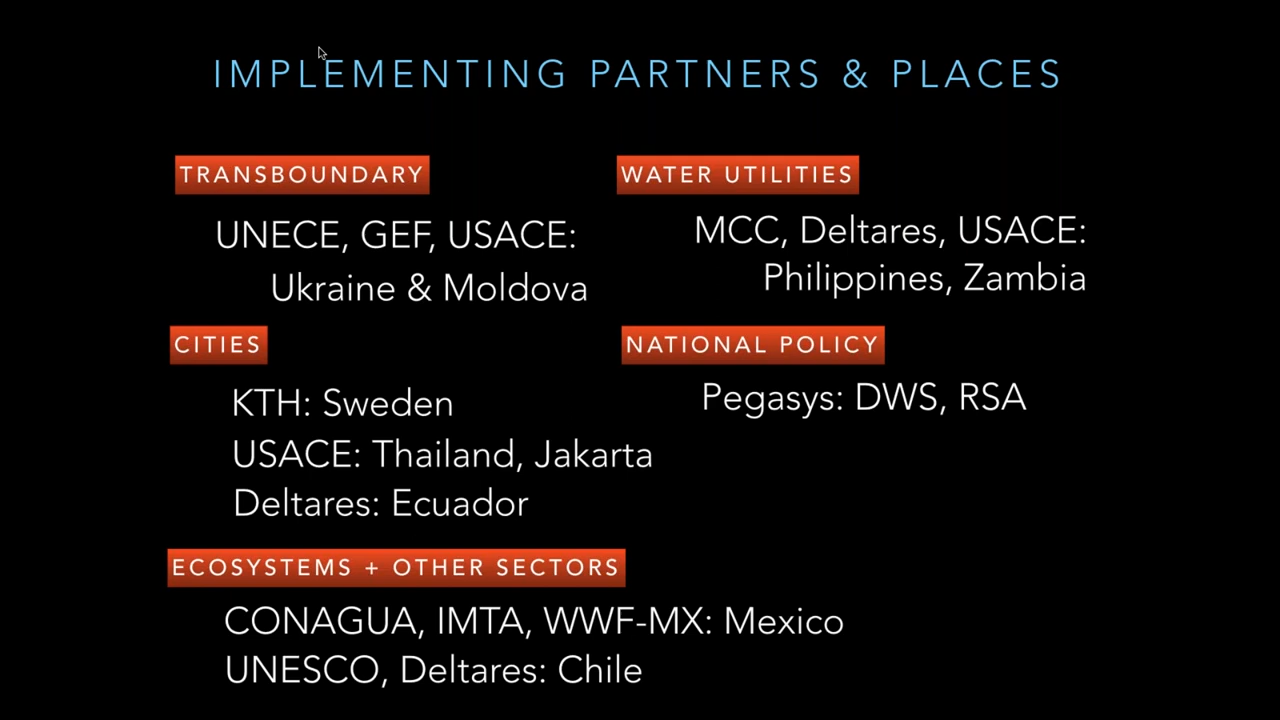 IMPLEMENTING PARTNERS & PLACES
TRANSBOUNDARY
UNECE, GEF, USACE:
Ukraine & Moldova
WATER UTILITIES
MCC, Deltares, USACE:
Philippines, Zambia
CITIES
KTH: Sweden
USACE: Thailand, Jakarta
Deltares: Ecuador
NATIONAL POLICY
Pegasys: DWS, RSA
ECOSYSTEMS + OTHER SECTORS
CONAGUA, IMTA, WWF-MX: Mexico
UNESCO, Deltares: Chile